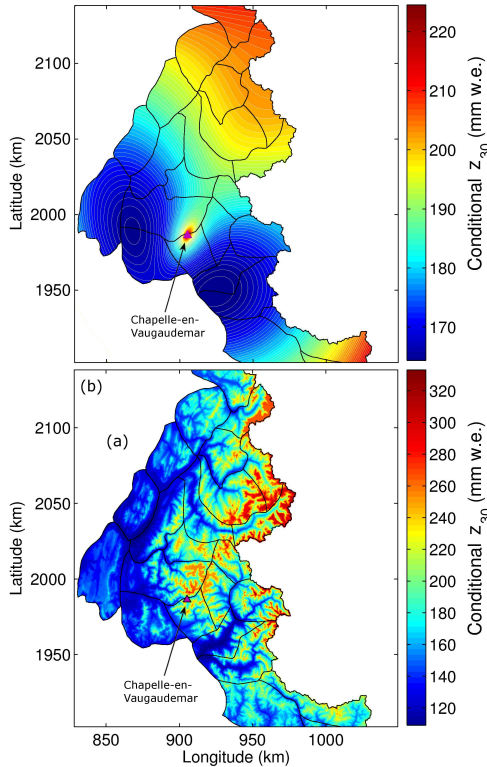 2100
2050
2000
1950
Latitude (km)
Chapelle-en-
Vaugaudemar
220
210
200
190
180
170
Conditional z30 (mm w.e.)
(b)
(a)
2100
2050
2000
1950
Latitude (km)
Chapelle-en-
Vaugaudemar
850
900
950
1000
Longitude (km)
320
300
280
260
240
220
200
180
160
140
120
Conditional z30 (mm w.e.)